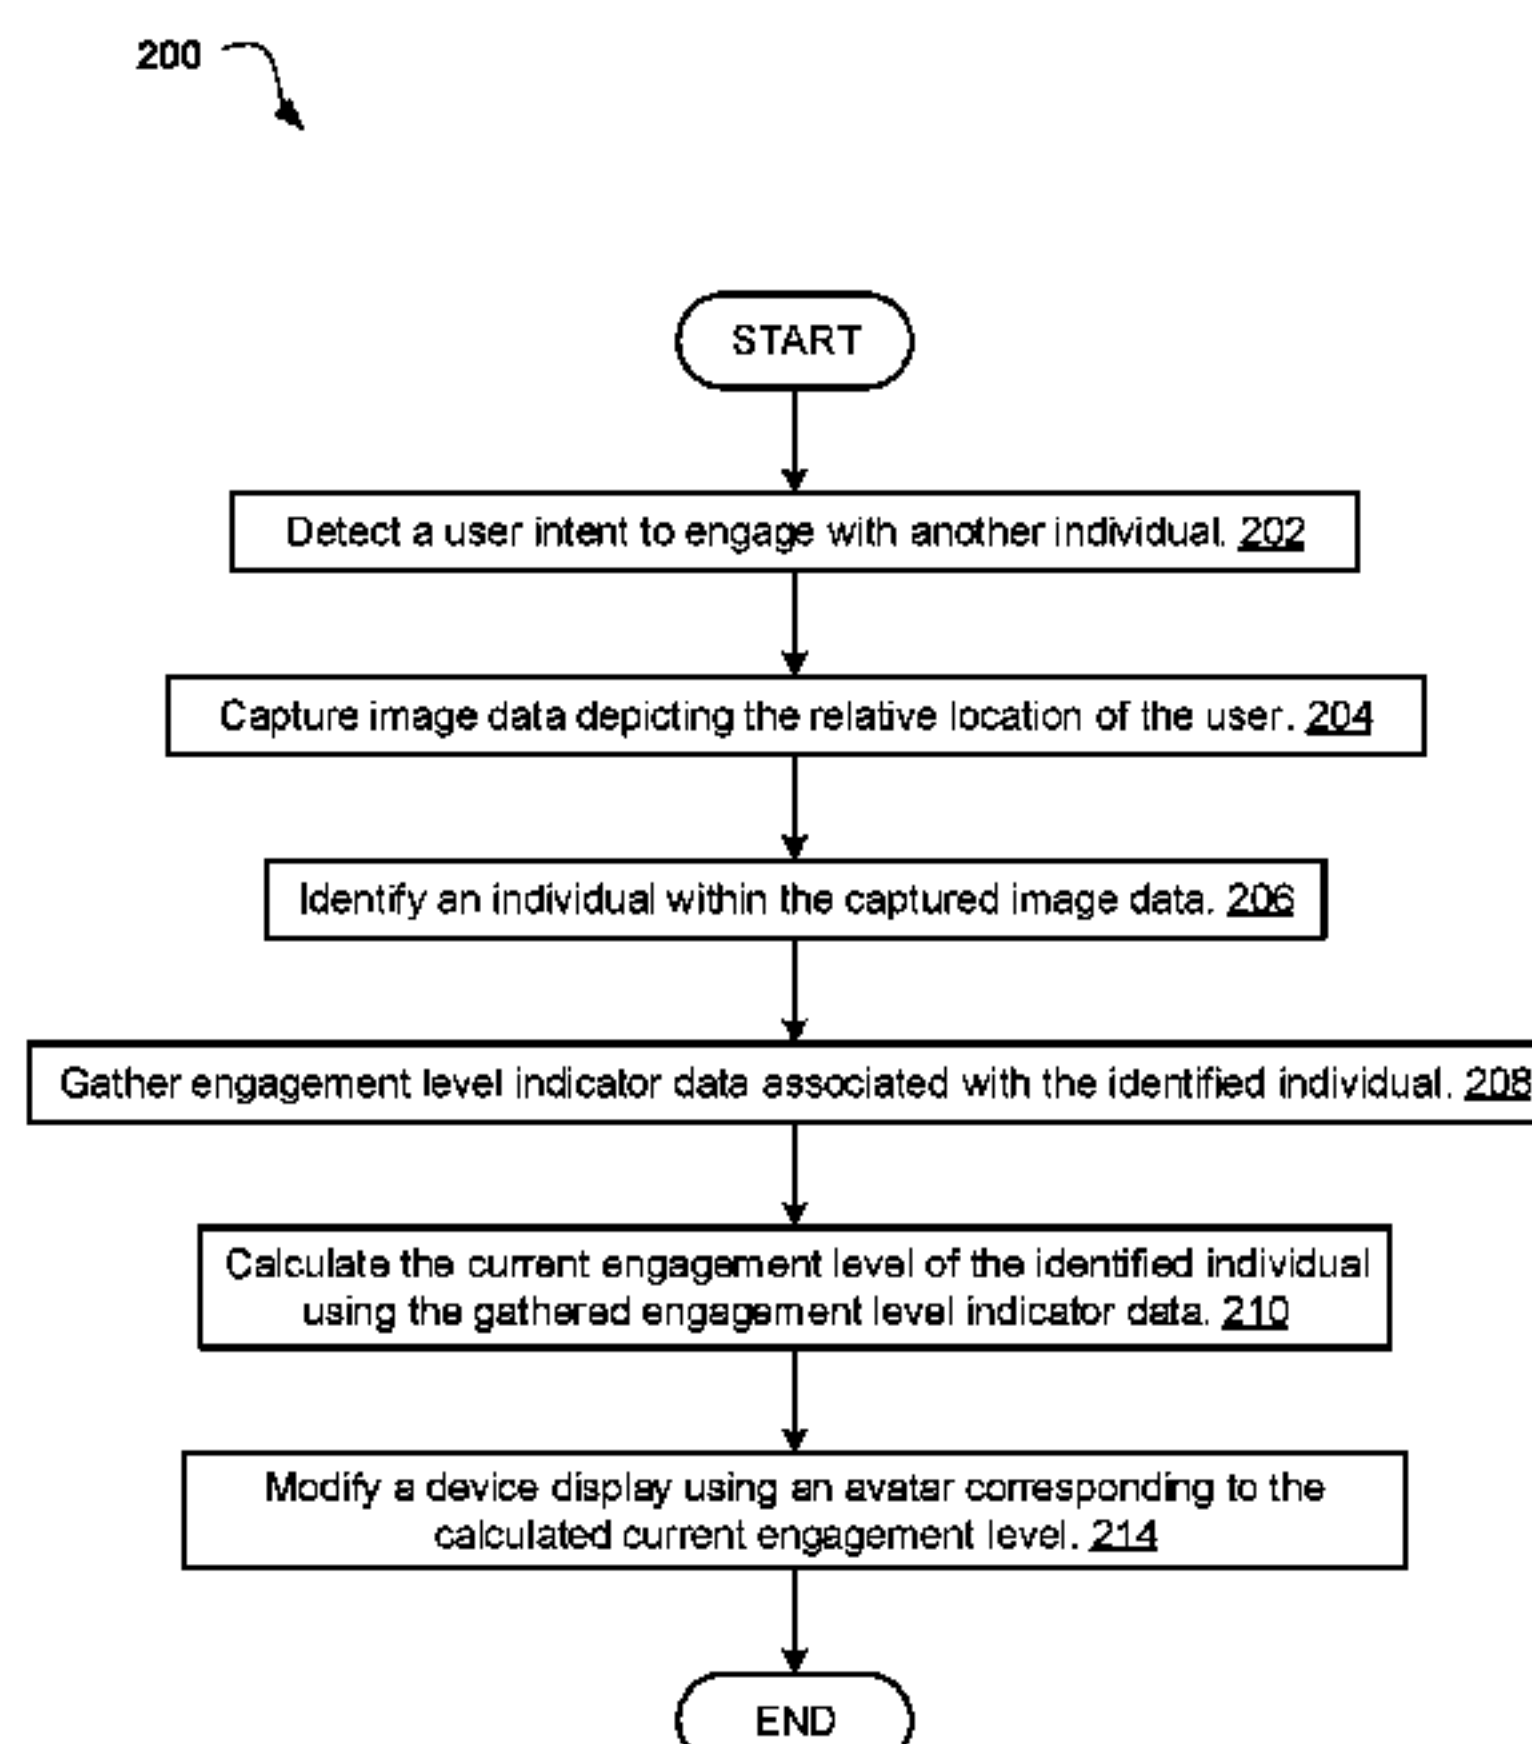 200
START
Detect a user intent to engage with another individual. 202
Capture image data depicting the relative location of the user. 204
Identify an individual within the captured image data. 206
Gather engagement level indicator data associated with the identified individual. 208
Calculate the current engagement level of the identified individual
using the gathered engagement level indicator data. 210
Modify a device display using an avatar corresponding to the
calculated current engagement level. 214
END